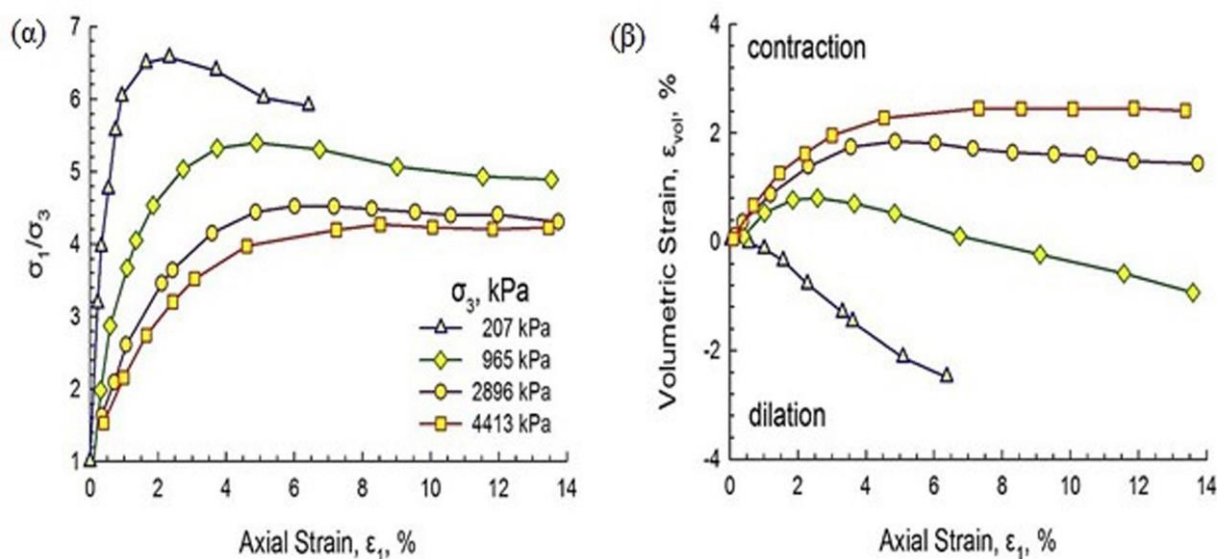 (α)
7
6
5
4
3
2
1
σ₁/σ₃
σ₃, kPa
207 kPa
965 kPa
2896 kPa
4413 kPa
0 2 4 6 8 10 12 14
Axial Strain, ε₁, %
(β)
contraction
4
2
0
-2
-4
Volumetric Strain, εvol, %
dilation
0 2 4 6 8 10 12 14
Axial Strain, ε₁, %